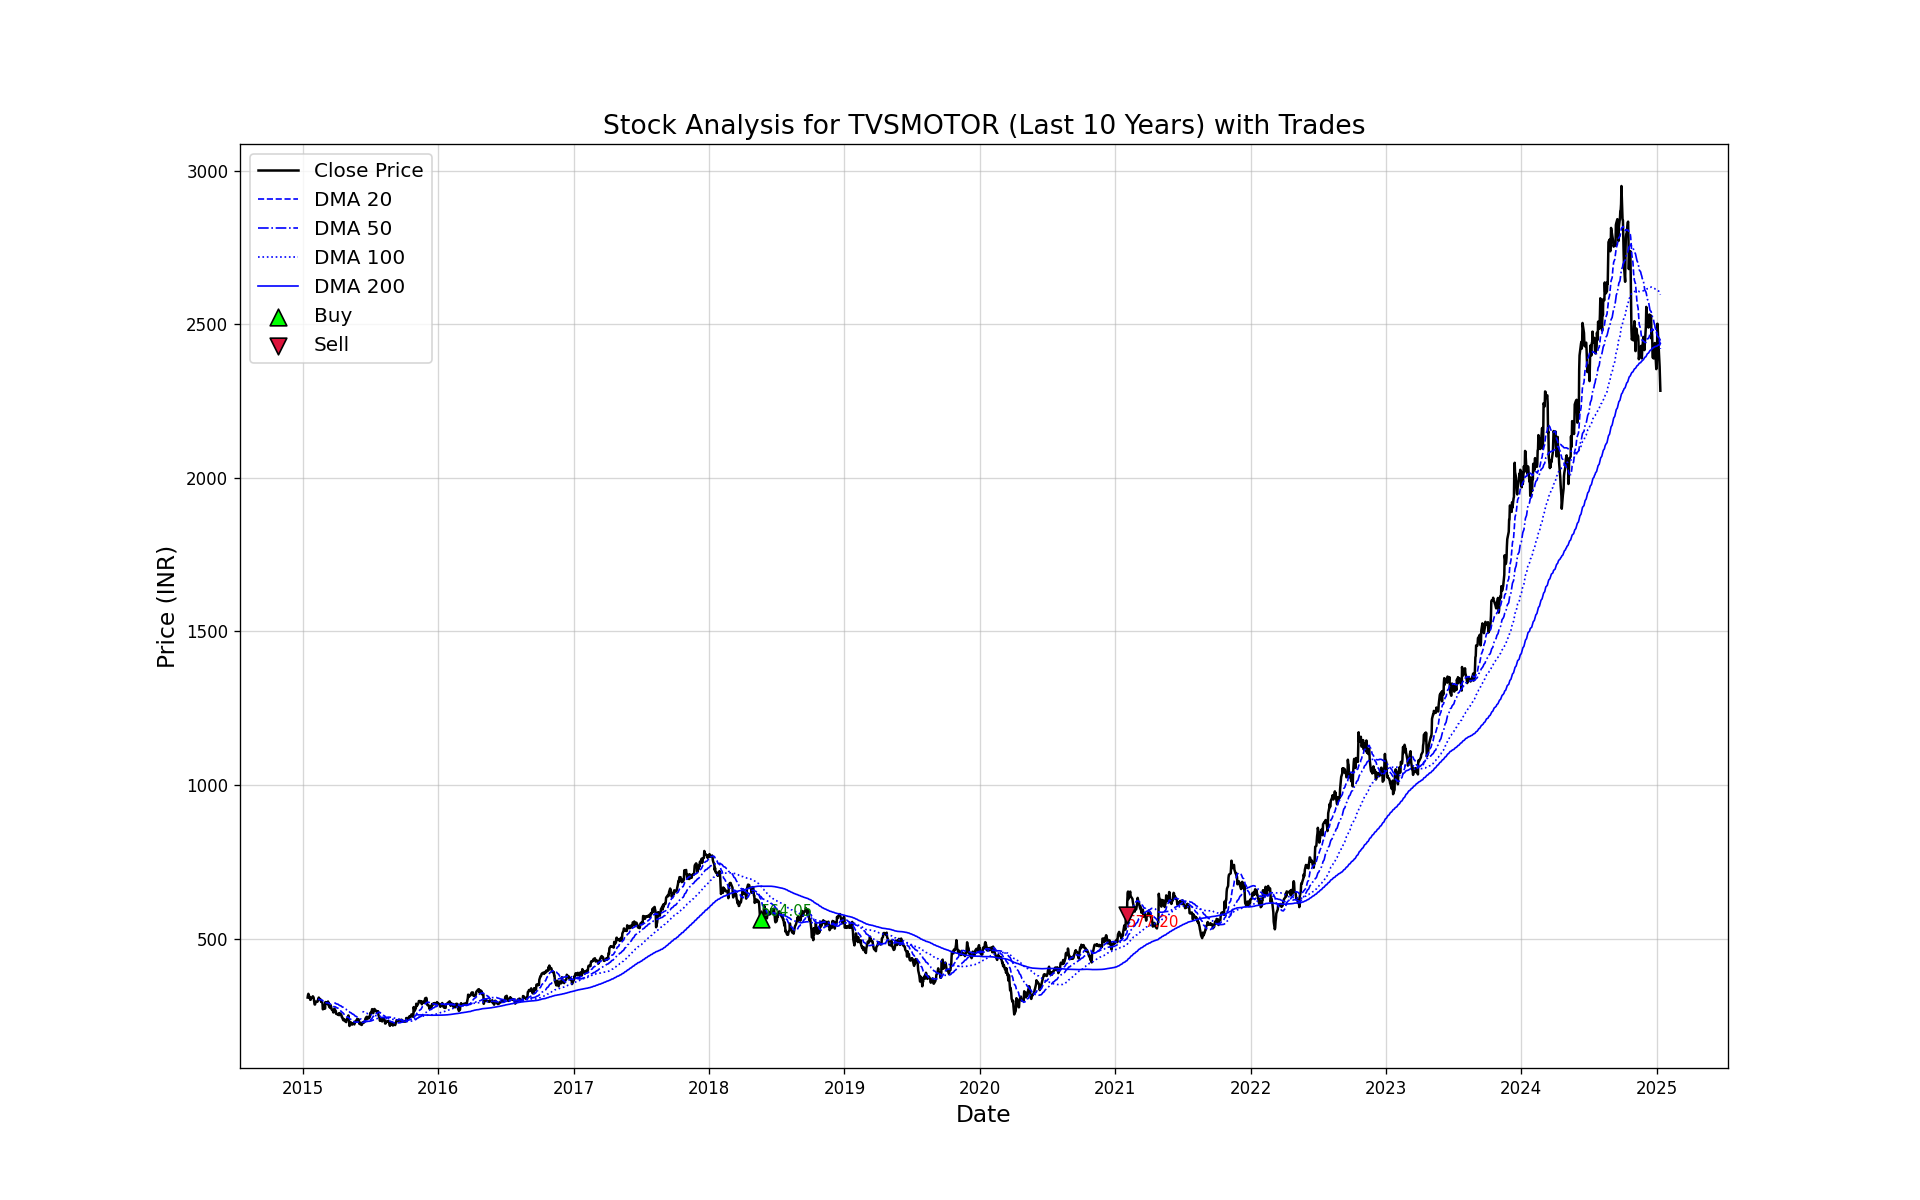 Stock Analysis for TVSMOTOR (Last 10 Years) with Trades
Close Price
DMA 20
DMA 50
DMA 100
DMA 200
Buy
Sell
3000
2500
2000
1500
1000
500
Price (INR)
2015 2016 2017 2018 2019 2020 2021 2022 2023 2024 2025
Date